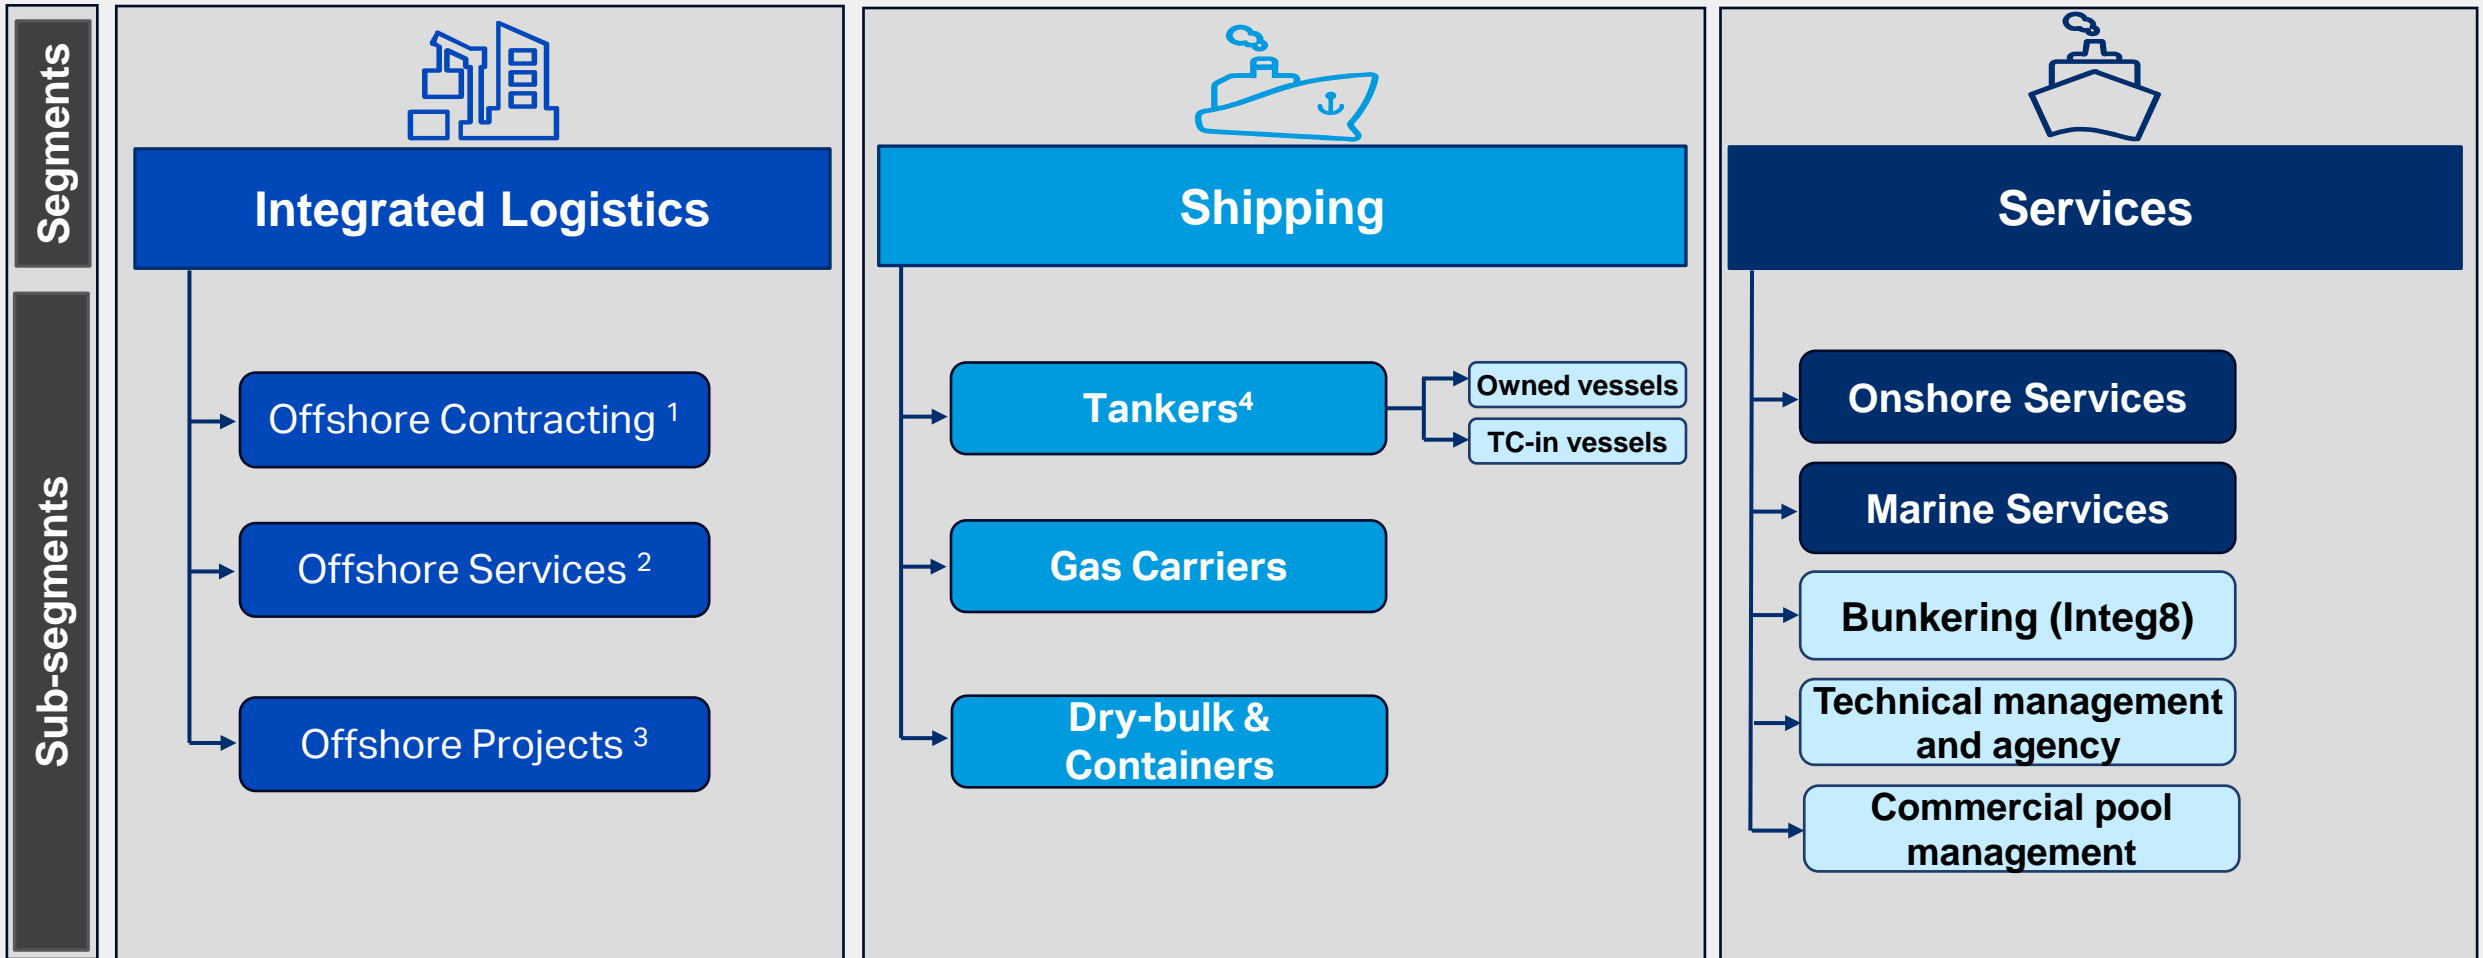 Segments
Sub-segments
Integrated Logistics
Offshore Contracting ¹
Offshore Services ²
Offshore Projects ³
Shipping
Tankers⁴
Owned vessels
TC-in vessels
Gas Carriers
Dry-bulk &
Containers
Services
Onshore Services
Marine Services
Bunkering (Integ8)
Technical management
and agency
Commercial pool
management